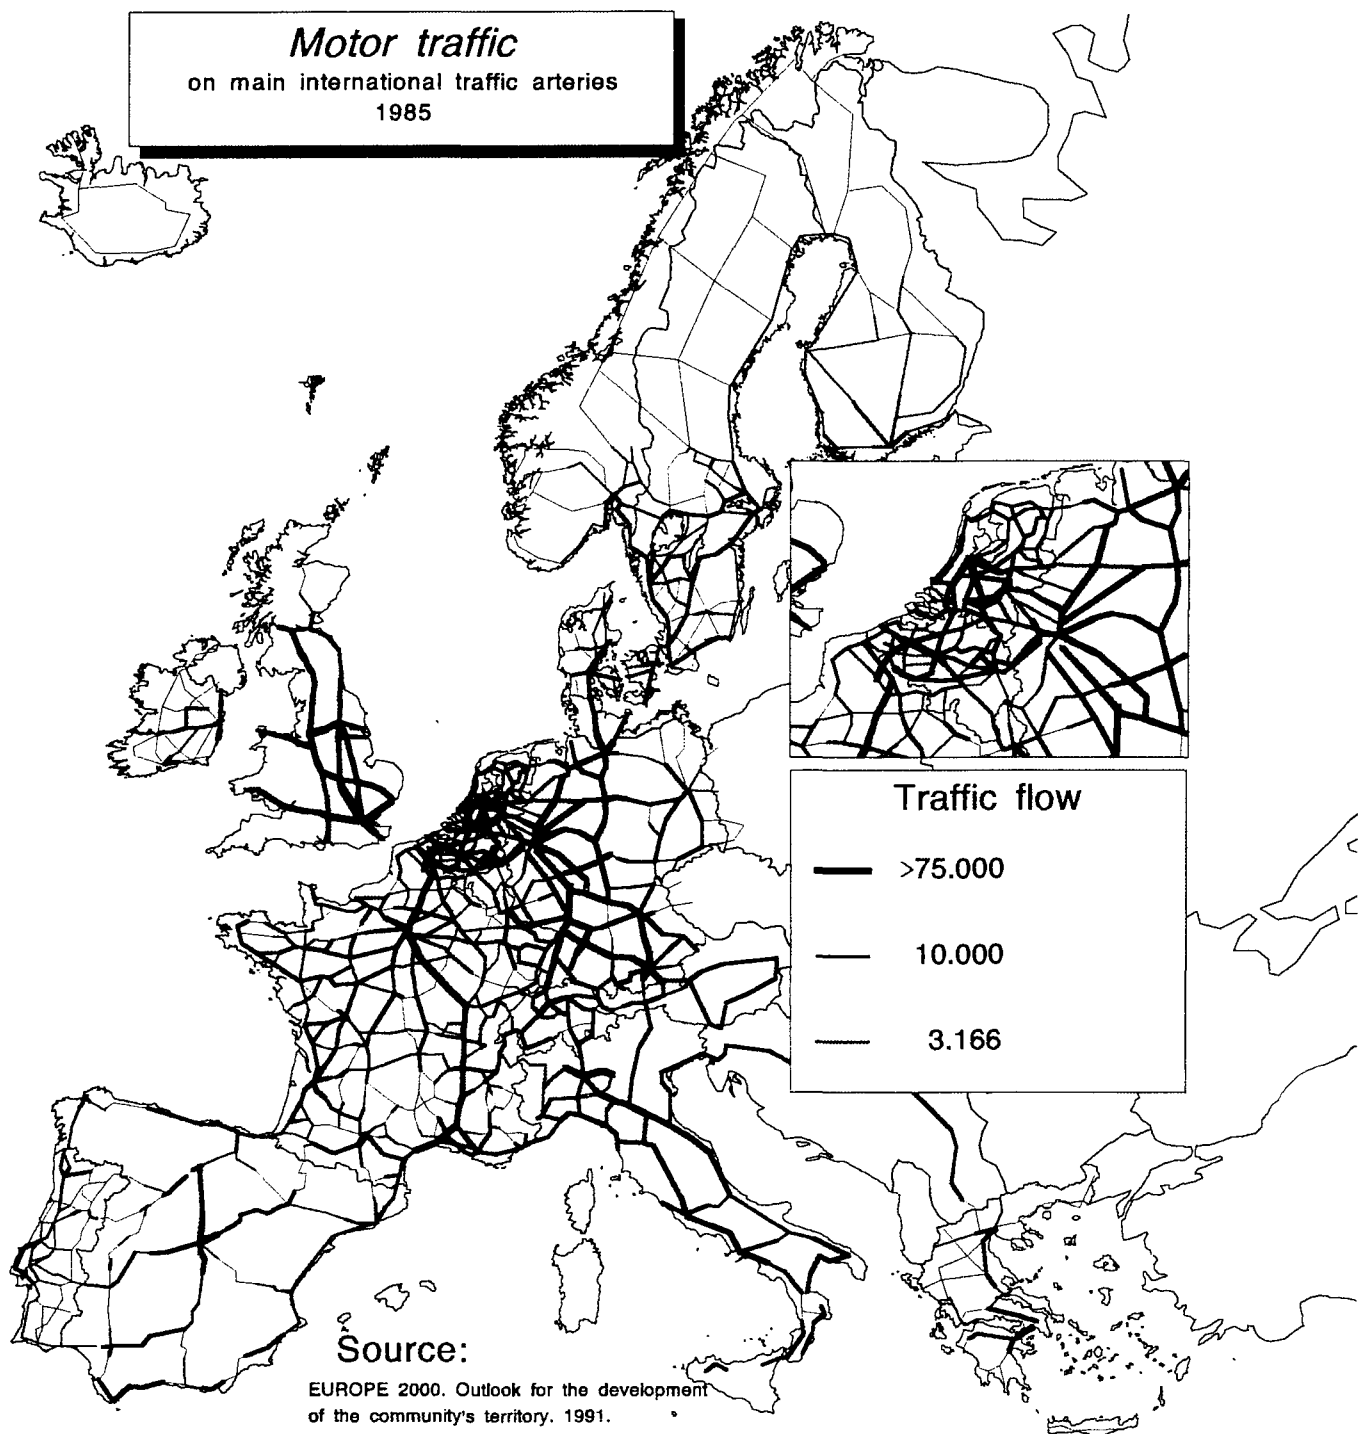 Motor traffic
on main international traffic arteries
1985
Traffic flow
>75.000
10.000
3.166
Source:
EUROPE 2000. Outlook for the development
of the community's territory. 1991.